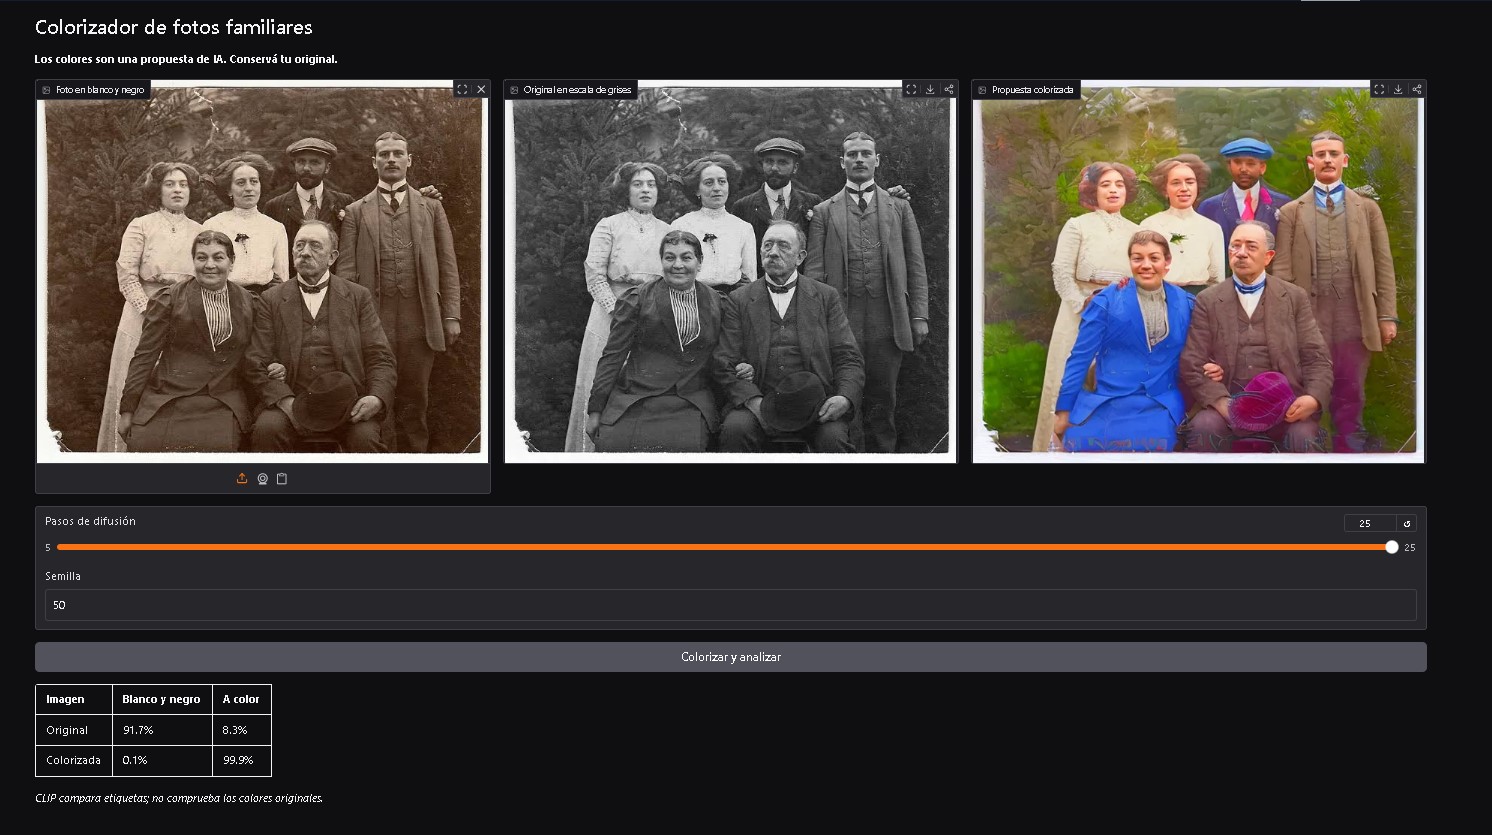 Colorizador de fotos familiares
Los colores son una propuesta de IA. Conservá tu original.
Foto en blanco y negro
Original en escala de grises
Propuesta colorizada
Pasos de difusión
25
5
25
Semilla
50
Colorizar y analizar
Imagen Blanco y negro A color
Original 91.7% 8.3%
Colorizada 0.1% 99.9%
CLIP compara etiquetas; no comprueba los colores originales.